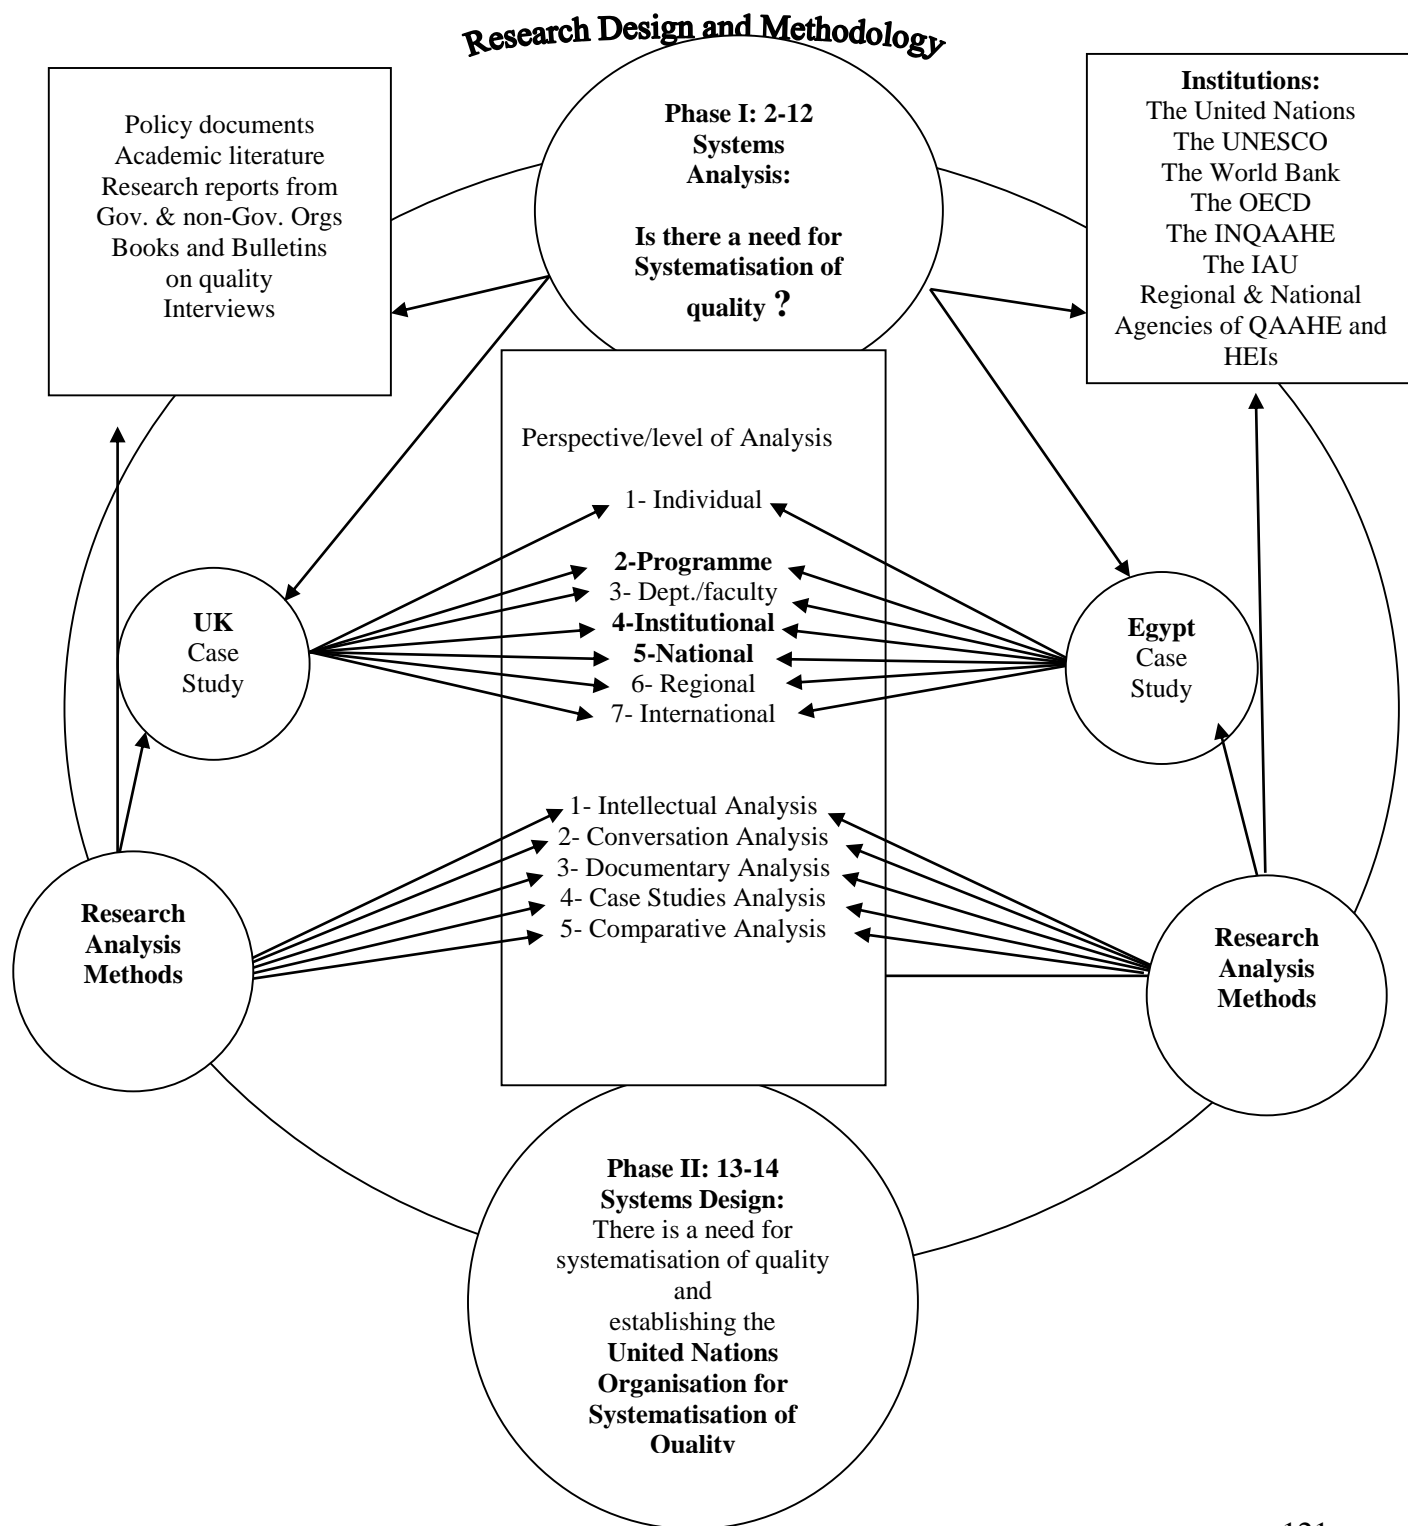 Research Design and Methodology
Policy documents
Academic literature
Research reports from
Gov. & non-Gov. Orgs
Books and Bulletins
on quality
Interviews
Phase I: 2-12
Systems
Analysis:
Is there a need for
Systematisation of
quality ?
Institutions:
The United Nations
The UNESCO
The World Bank
The OECD
The INQAAHE
The IAU
Regional & National
Agencies of QAAHE and
HEIs
Perspective/level of Analysis
1- Individual
2-Programme
3- Dept./faculty
4-Institutional
5-National
6- Regional
7- International
UK
Case
Study
Egypt
Case
Study
1- Intellectual Analysis
2- Conversation Analysis
3- Documentary Analysis
4- Case Studies Analysis
5- Comparative Analysis
Research
Analysis
Methods
Research
Analysis
Methods
Phase II: 13-14
Systems Design:
There is a need for
systematisation of quality
and
establishing the
United Nations
Organisation for
Systematisation of
Quality